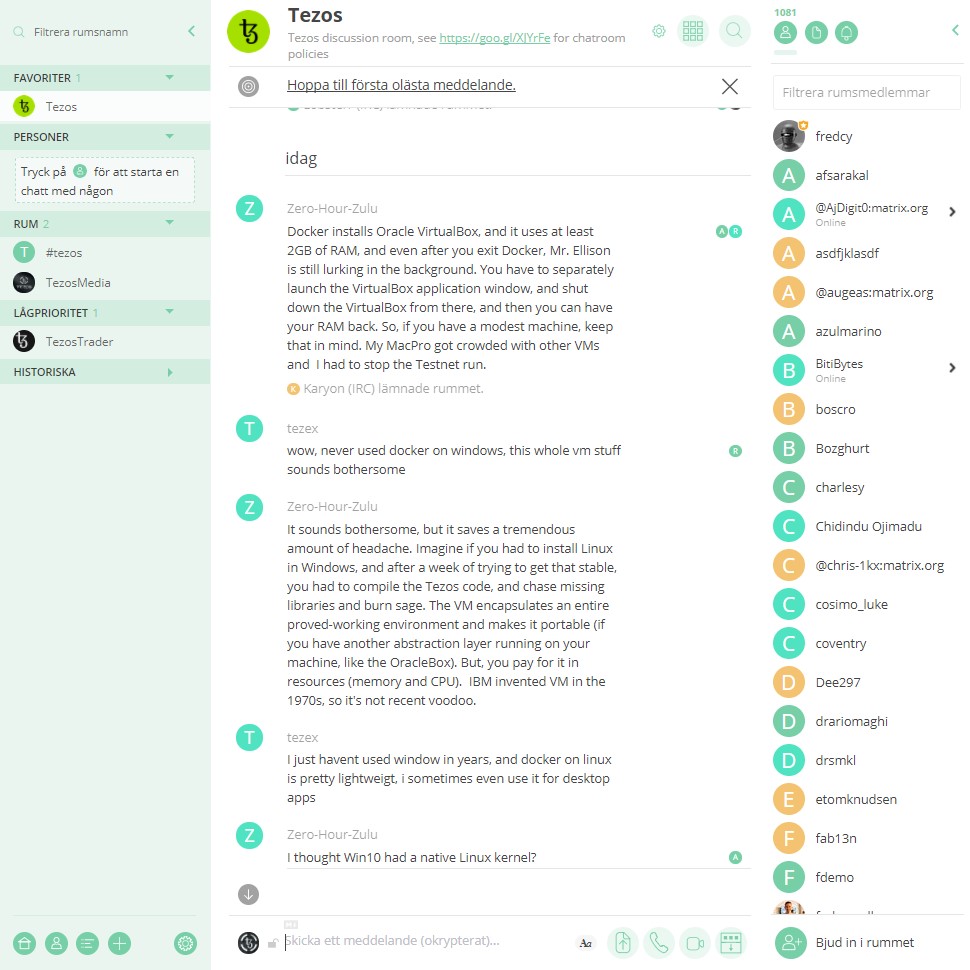 Filtrera rumsnamn
FAVORITER 1
Tezos
PERSONER
Tryck på för att starta en
chatt med någon
RUM 2
T #tezos
TezosMedia
LÅGPRIORITET 1
TezosTrader
HISTORISKA
Tezos
Tezos discussion room, see https://goo.gl/XJYrFe for chatroom
policies
Hoppa till första olästa meddelande.
(IRC) lämnade rummet.
idag
Z Zero-Hour-Zulu
Docker installs Oracle VirtualBox, and it uses at least A R
2GB of RAM, and even after you exit Docker, Mr. Ellison
is still lurking in the background. You have to separately
launch the VirtualBox application window, and shut
down the VirtualBox from there, and then you can have
your RAM back. So, if you have a modest machine, keep
that in mind. My MacPro got crowded with other VMs
and  I had to stop the Testnet run.
K Karyon (IRC) lämnade rummet.
T tezex
wow, never used docker on windows, this whole vm stuff R
sounds bothersome
Z Zero-Hour-Zulu
It sounds bothersome, but it saves a tremendous
amount of headache. Imagine if you had to install Linux
in Windows, and after a week of trying to get that stable,
you had to compile the Tezos code, and chase missing
libraries and burn sage. The VM encapsulates an entire
proved-working environment and makes it portable (if
you have another abstraction layer running on your
machine, like the OracleBox). But, you pay for it in
resources (memory and CPU).  IBM invented VM in the
1970s, so it's not recent voodoo.
T tezex
I just havent used window in years, and docker on linux
is pretty lightweigt, i sometimes even use it for desktop
apps
Z Zero-Hour-Zulu
I thought Win10 had a native Linux kernel? A
Skicka ett meddelande (okrypterat)... Aa
1081
Filtrera rumsmedlemmar
fredcy
A afsarakal
A @AjDigit0:matrix.org
Online
A asdfjklasdf
A @augeas:matrix.org
A azulmarino
B BitiBytes
Online
B boscro
B Bozghurt
C charlesy
C Chidindu Ojimadu
C @chris-1kx:matrix.org
C cosimo_luke
C coventry
D Dee297
D drariomaghi
D drsmkl
E etomknudsen
F fab13n
F fdemo
Bjud in i rummet